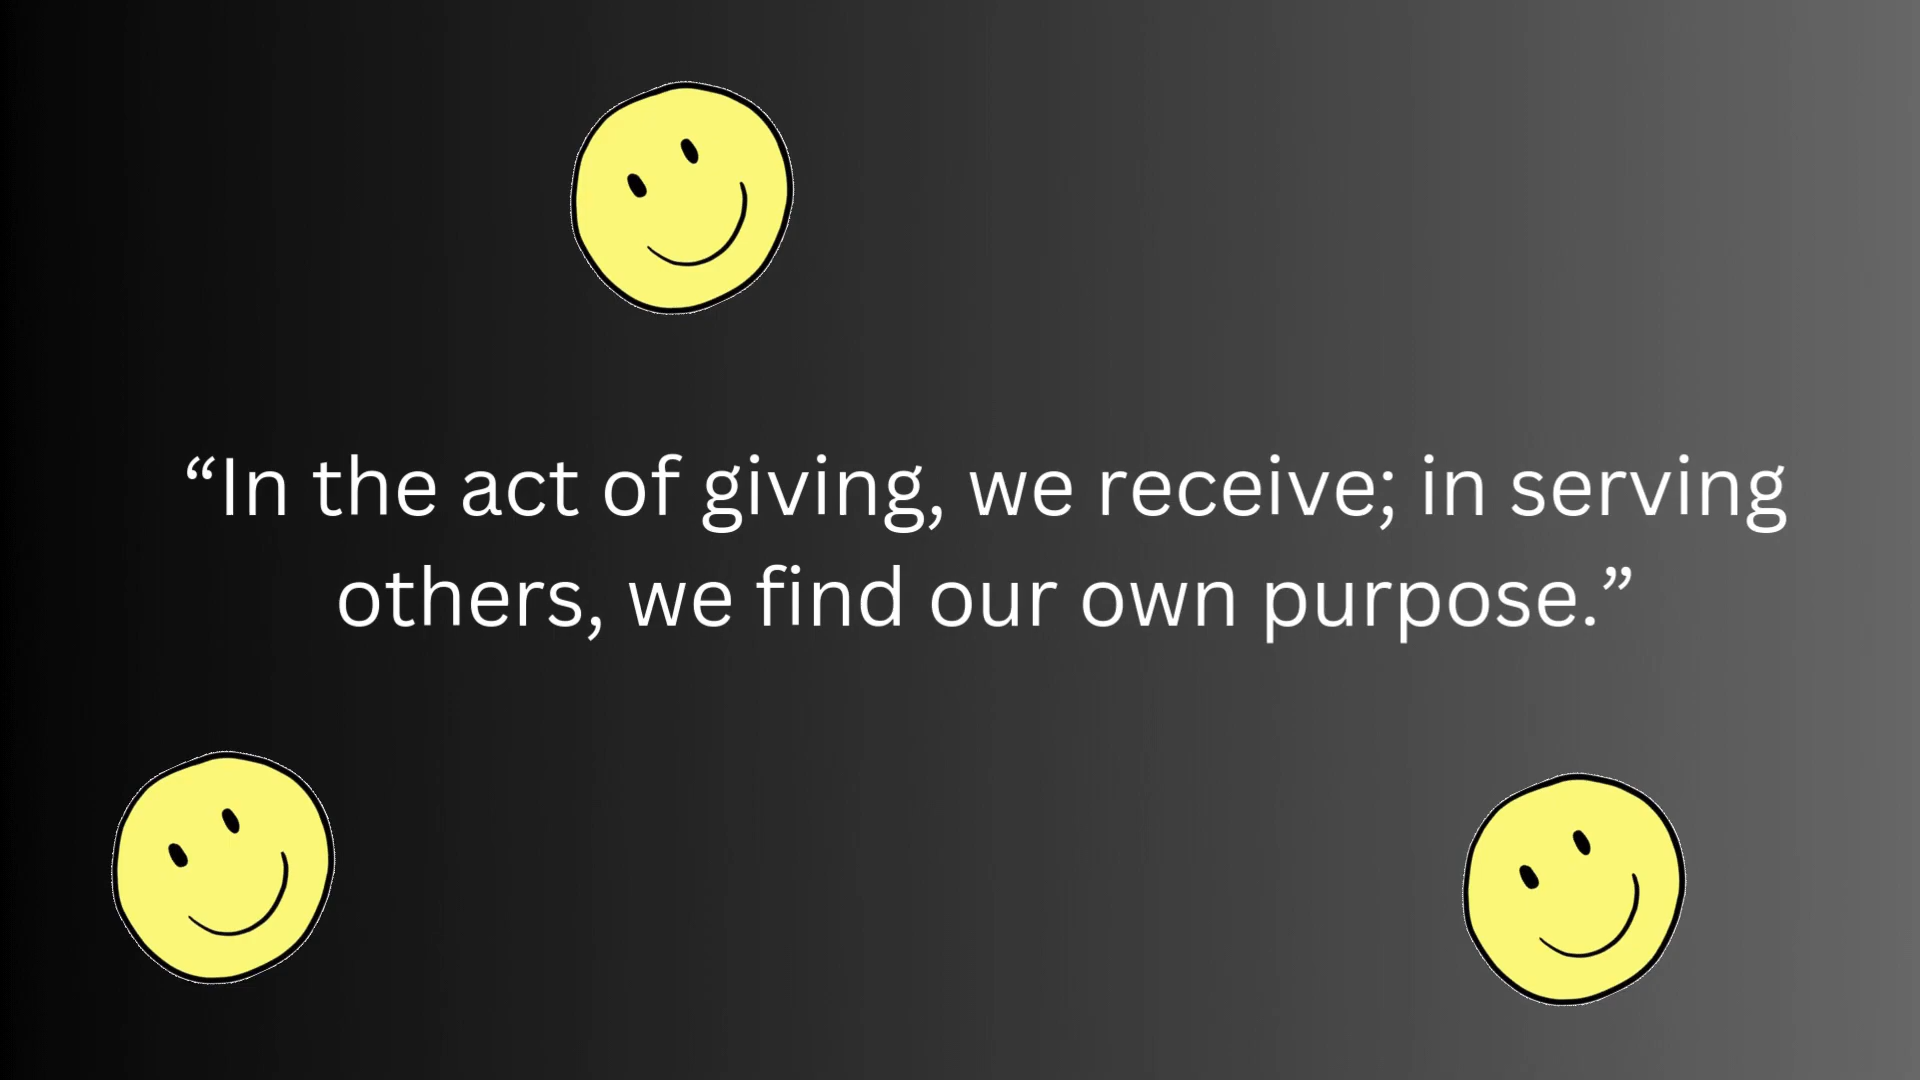 “In the act of giving, we receive; in serving
others, we find our own purpose.”